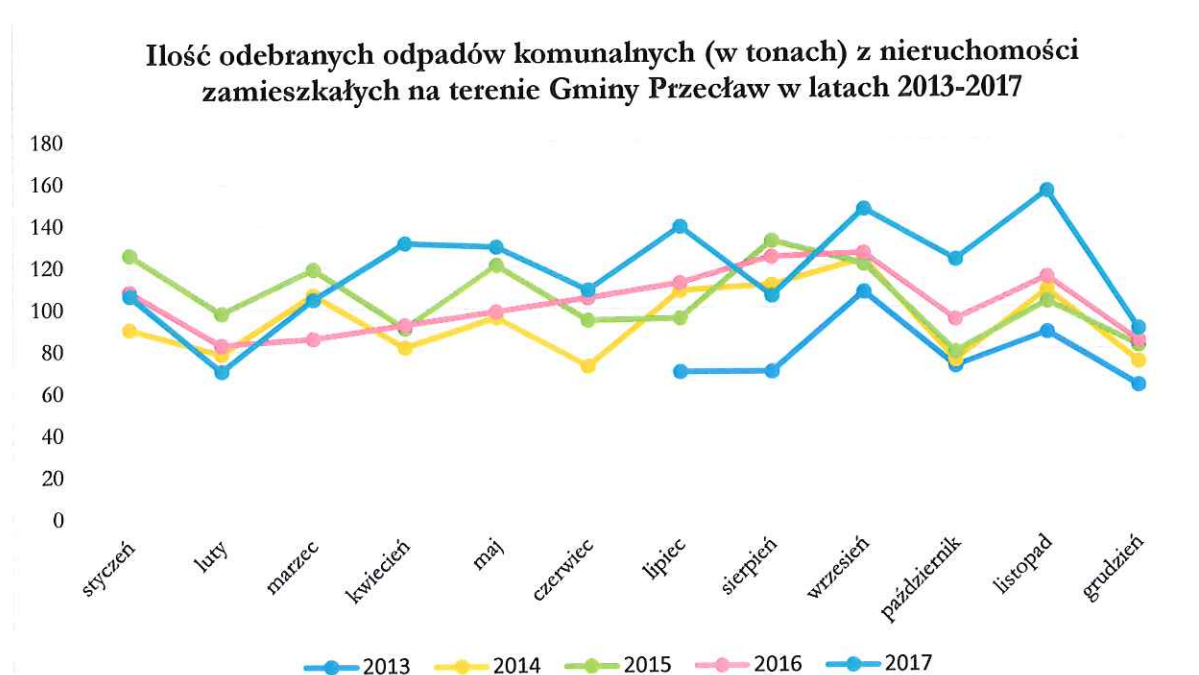 Ilość odebranych odpadów komunalnych (w tonach) z nieruchomości
zamieszkałych na terenie Gminy Przecław w latach 2013-2017
180
160
140
120
100
80
60
40
20
0
styczeń
luty
marzec
kwiecień
maj
czerwiec
lipiec
sierpień
wrzesień
październik
listopad
grudzień
2013 2014 2015 2016 2017